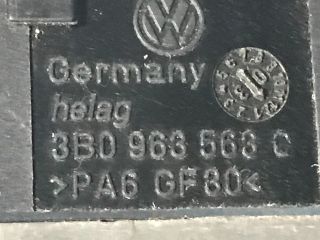 Germany
helag
3B0 963 563 C
>PA6 GF30<